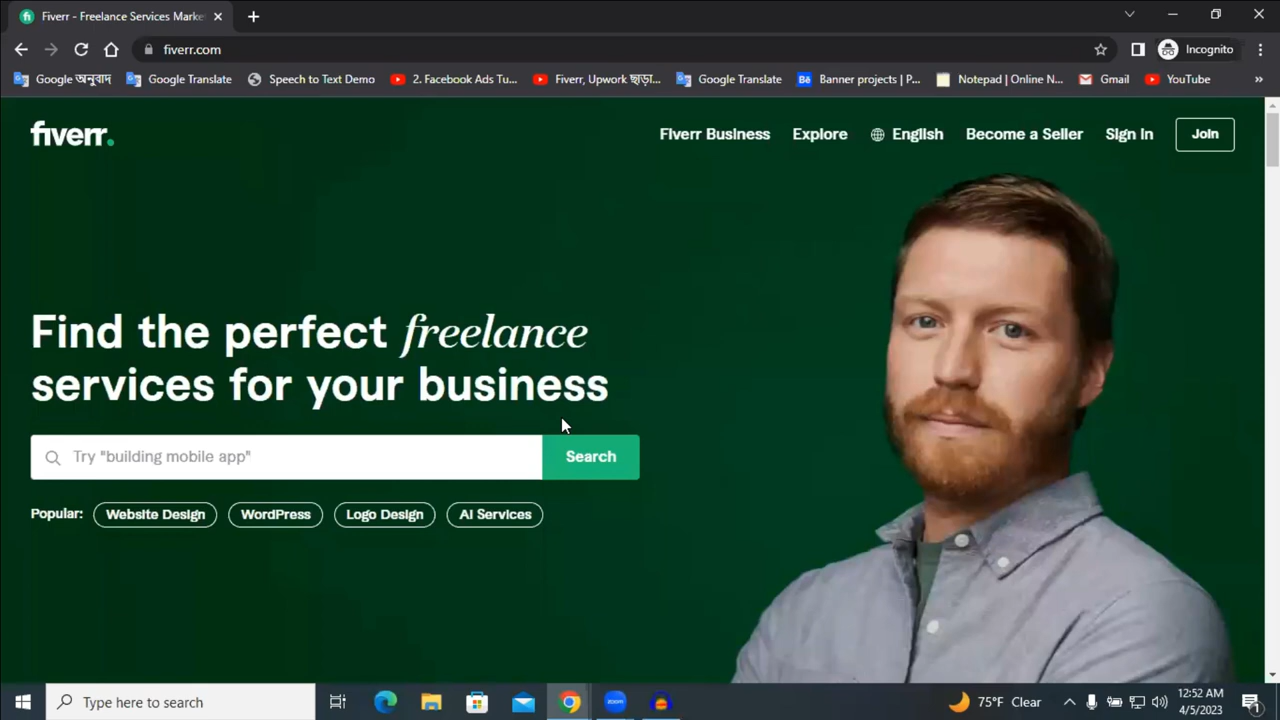 Fiverr - Freelance Services Marke
fiverr.com
Incognito
Google অনুবাদ
Google Translate
Speech to Text Demo
2. Facebook Ads Tu...
Fiverr, Upwork ছাড়া...
Google Translate
Bē
Banner projects | P...
Notepad | Online N...
Gmail
YouTube
»
fiverr.
Fiverr Business
Explore
English
Become a Seller
Sign in
Join
Find the perfect freelance
services for your business
Try "building mobile app"
Search
Popular:
Website Design
WordPress
Logo Design
AI Services
Type here to search
zoom
75°F Clear
12:52 AM
4/5/2023
1